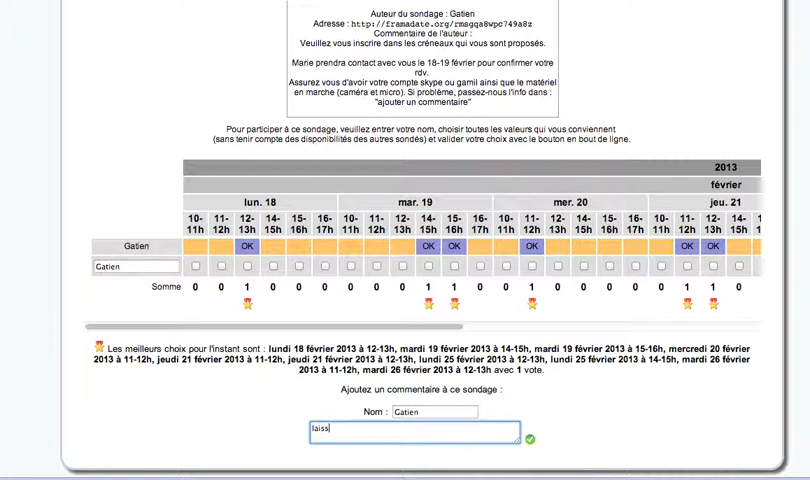 Auteur du sondage : Gatien
Adresse : http://framadate.org/rmsgqa8wpc749a8z
Commentaire de l'auteur :
Veuillez vous inscrire dans les créneaux qui vous sont proposés.
Marie prendra contact avec vous le 18-19 février pour confirmer votre
rdv.
Assurez vous d'avoir votre compte skype ou gamil ainsi que le matériel
en marche (caméra et micro). Si problème, passez-nous l'info dans :
"ajouter un commentaire"
Pour participer à ce sondage, veuillez entrer votre nom, choisir toutes les valeurs qui vous conviennent
(sans tenir compte des disponibilités des autres sondés) et valider votre choix avec le bouton en bout de ligne.
2013
février
lun. 18 mar. 19 mer. 20 jeu. 21
10-11h 11-12h 12-13h 14-15h 15-16h 16-17h 10-11h 11-12h 12-13h 14-15h 15-16h 16-17h 10-11h 11-12h 12-13h 14-15h 15-16h 16-17h 10-11h 11-12h 12-13h 14-15h 1
Gatien OK OK OK OK OK OK
Gatien
Somme 0 0 1 0 0 0 0 0 0 1 1 0 0 1 0 0 0 0 0 1 1 0
Les meilleurs choix pour l'instant sont : lundi 18 février 2013 à 12-13h, mardi 19 février 2013 à 14-15h, mardi 19 février 2013 à 15-16h, mercredi 20 février
2013 à 11-12h, jeudi 21 février 2013 à 11-12h, jeudi 21 février 2013 à 12-13h, lundi 25 février 2013 à 12-13h, lundi 25 février 2013 à 14-15h, mardi 26 février
2013 à 11-12h, mardi 26 février 2013 à 12-13h avec 1 vote.
Ajoutez un commentaire à ce sondage :
Nom : Gatien
laiss